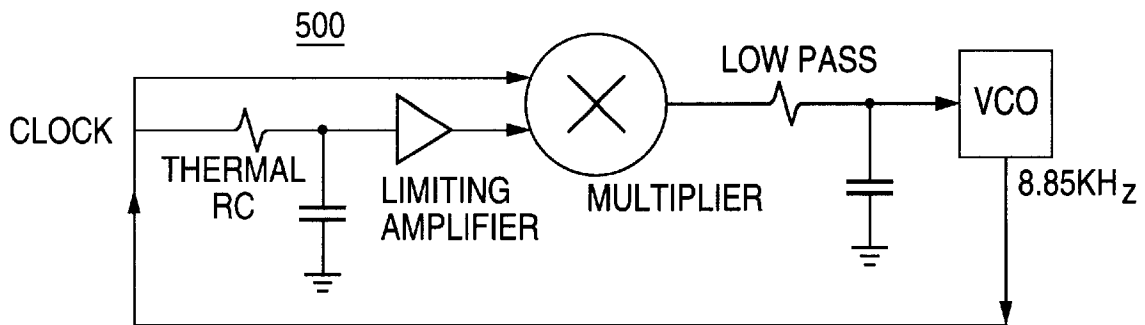 500
LOW PASS
VCO
CLOCK
THERMAL
RC
LIMITING
AMPLIFIER
MULTIPLIER
8.85KHz